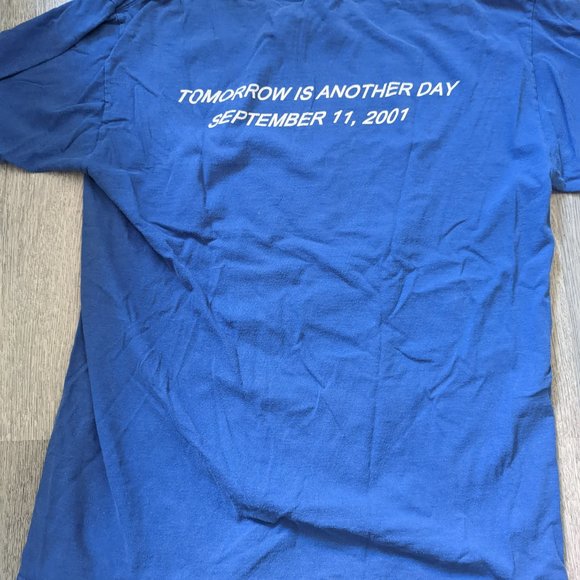 TOMORROW IS ANOTHER DAY
SEPTEMBER 11, 2001